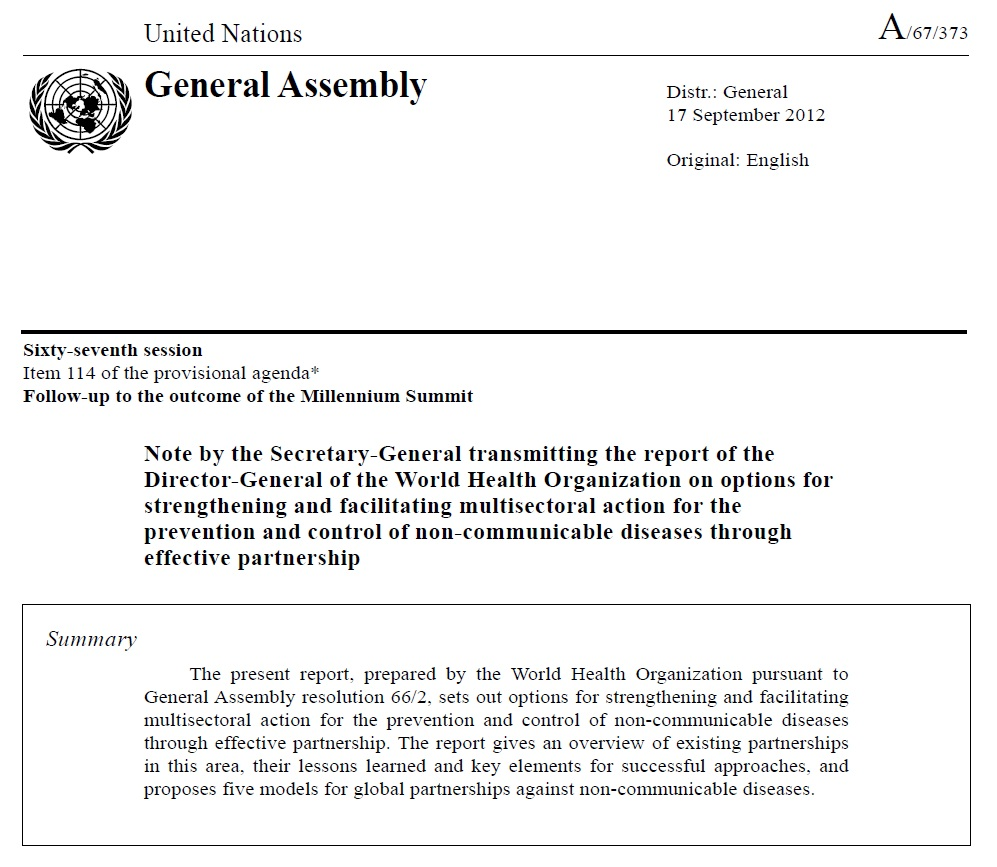 United Nations
A/67/373
General Assembly
Distr.: General
17 September 2012
Original: English
Sixty-seventh session
Item 114 of the provisional agenda*
Follow-up to the outcome of the Millennium Summit
Note by the Secretary-General transmitting the report of the
Director-General of the World Health Organization on options for
strengthening and facilitating multisectoral action for the
prevention and control of non-communicable diseases through
effective partnership
Summary
The present report, prepared by the World Health Organization pursuant to
General Assembly resolution 66/2, sets out options for strengthening and facilitating
multisectoral action for the prevention and control of non-communicable diseases
through effective partnership. The report gives an overview of existing partnerships
in this area, their lessons learned and key elements for successful approaches, and
proposes five models for global partnerships against non-communicable diseases.